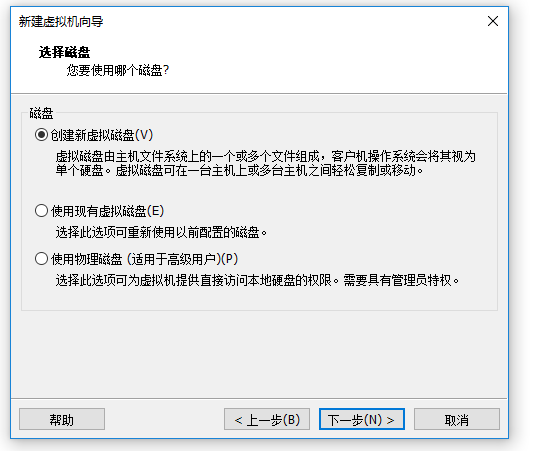 新建虚拟机向导
选择磁盘
您要使用哪个磁盘?
磁盘
创建新虚拟磁盘(V)
虚拟磁盘由主机文件系统上的一个或多个文件组成，客户机操作系统会将其视为
单个硬盘。虚拟磁盘可在一台主机上或多台主机之间轻松复制或移动。
使用现有虚拟磁盘(E)
选择此选项可重新使用以前配置的磁盘。
使用物理磁盘 (适用于高级用户)(P)
选择此选项可为虚拟机提供直接访问本地硬盘的权限。需要具有管理员特权。
帮助
< 上一步(B)
下一步(N) >
取消